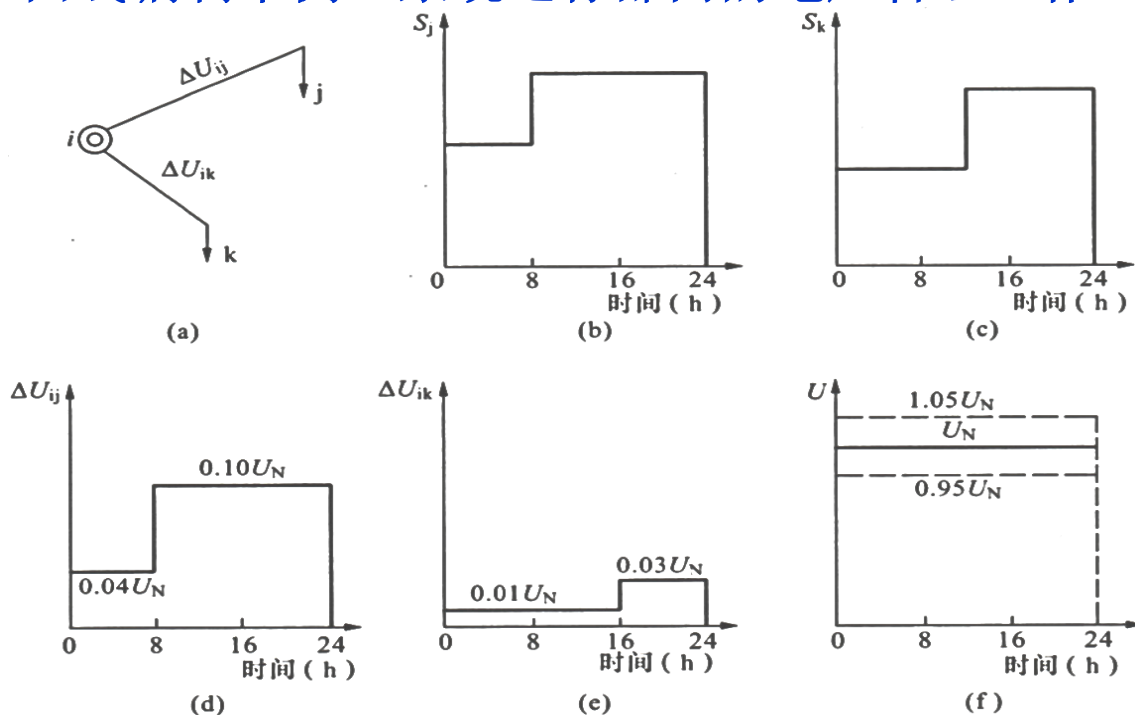 ΔU_ij
j
i
ΔU_ik
k
(a)
S_j
0 8 16 24
时间(h)
(b)
S_k
0 8 16 24
时间(h)
(c)
ΔU_ij
0.10U_N
0.04U_N
0 8 16 24
时间(h)
(d)
ΔU_ik
0.03U_N
0.01U_N
0 8 16 24
时间(h)
(e)
U
1.05U_N
U_N
0.95U_N
0 8 16 24
时间(h)
(f)